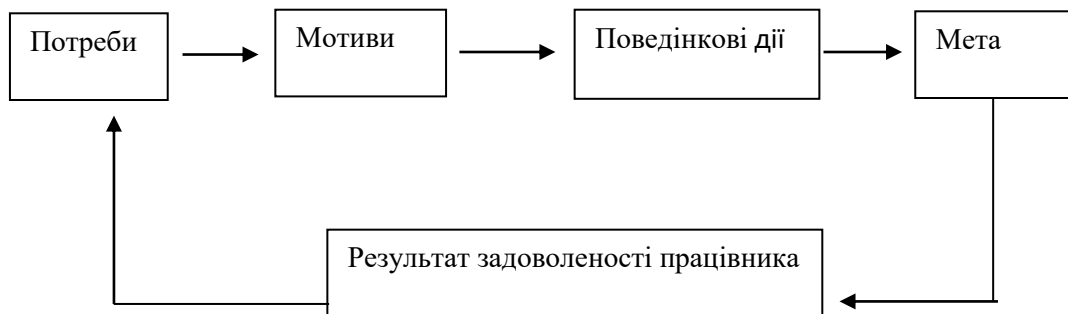 Потреби
Мотиви
Поведінкові дії
Мета
Результат задоволеності працівника